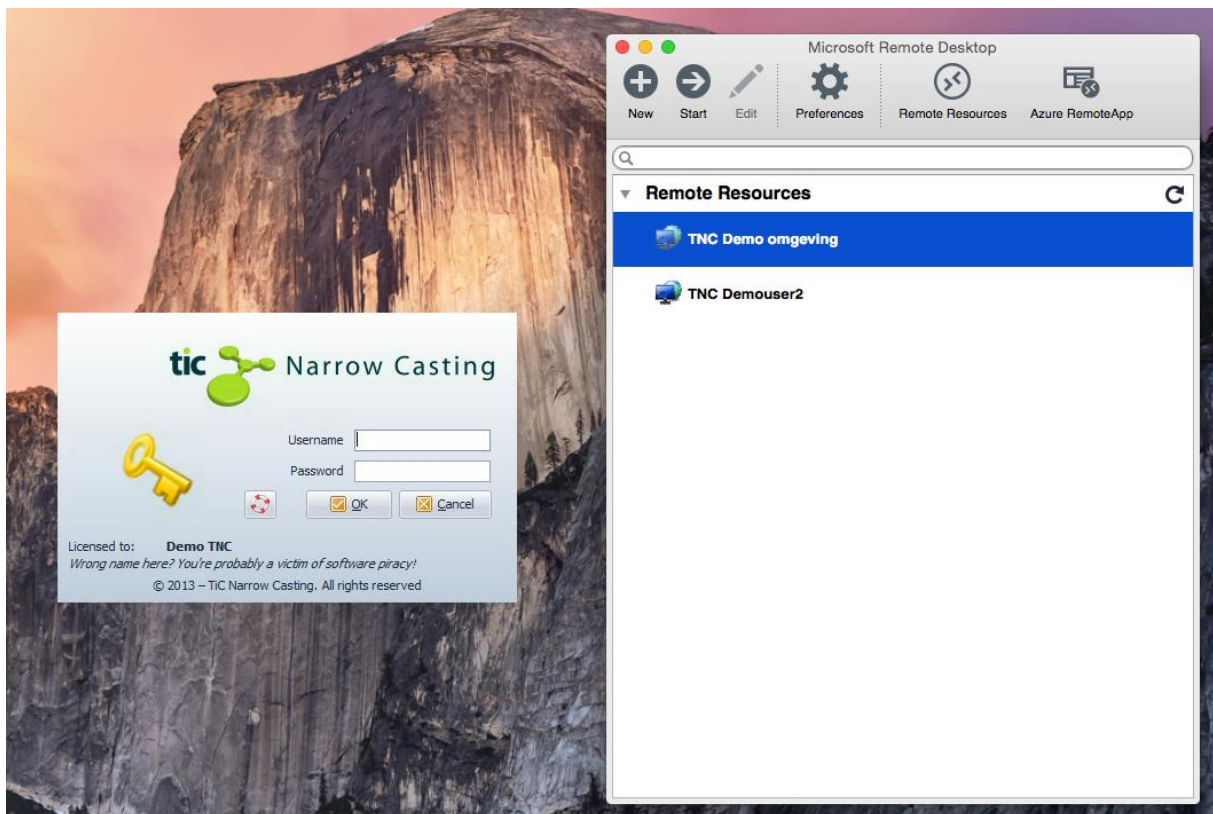 Microsoft Remote Desktop
New Start Edit Preferences Remote Resources Azure RemoteApp
Remote Resources
TNC Demo omgeving
TNC Demouser2
tic Narrow Casting
Username
Password
OK Cancel
Licensed to: Demo TNC
Wrong name here? You're probably a victim of software piracy!
© 2013 – TiC Narrow Casting. All rights reserved